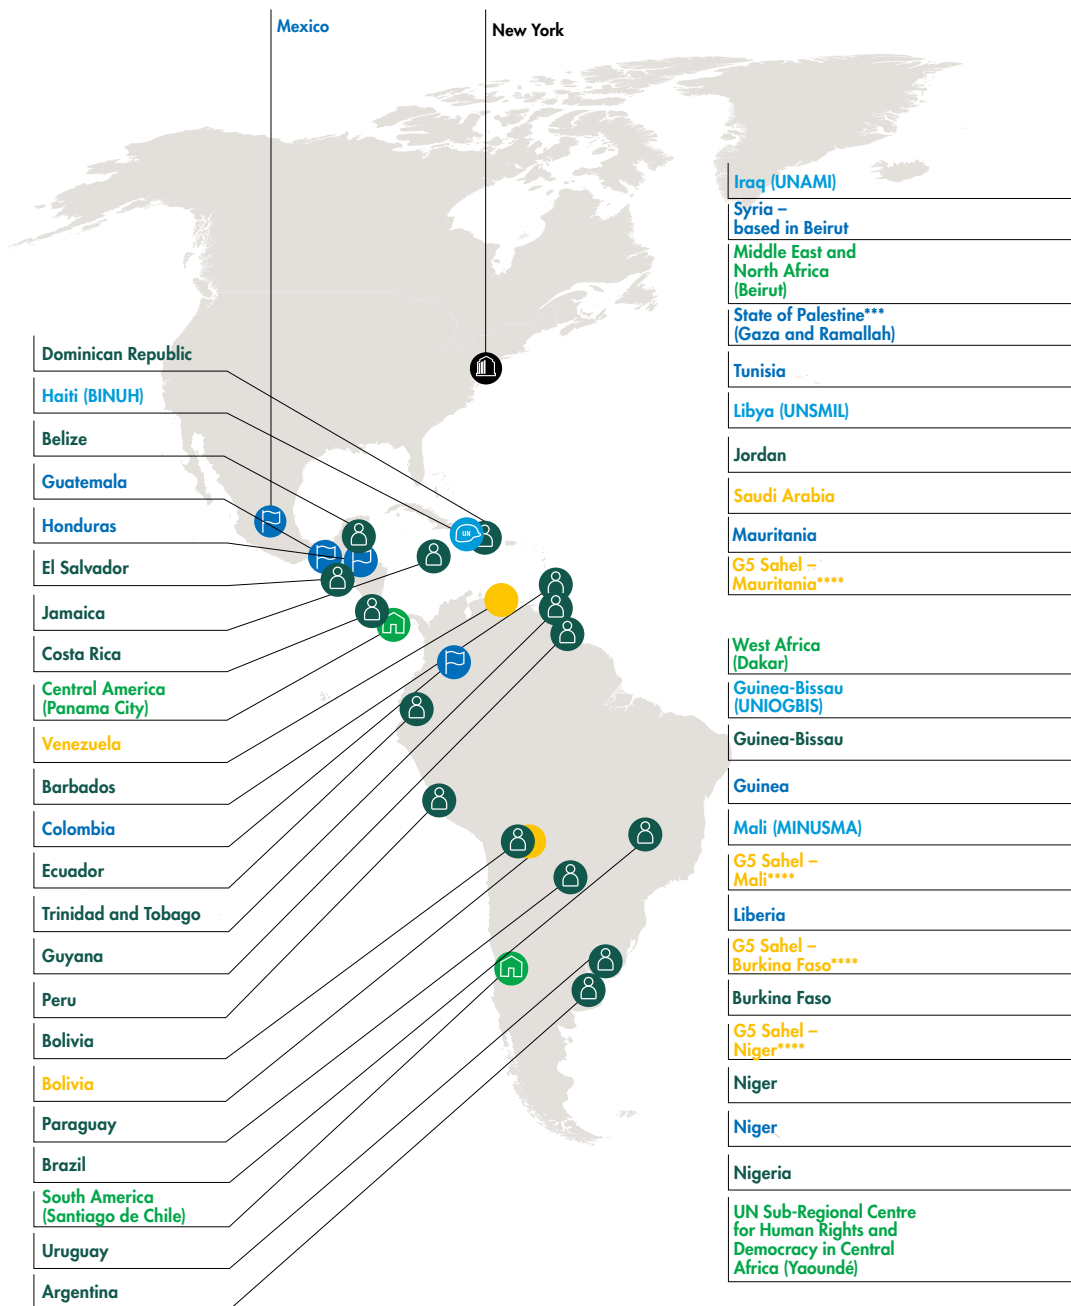 Mexico
New York
Dominican Republic
Haiti (BINUH)
Belize
Guatemala
Honduras
El Salvador
Jamaica
Costa Rica
Central America
(Panama City)
Venezuela
Barbados
Colombia
Ecuador
Trinidad and Tobago
Guyana
Peru
Bolivia
Bolivia
Paraguay
Brazil
South America
(Santiago de Chile)
Uruguay
Argentina
UN
Iraq (UNAMI)
Syria –
based in Beirut
Middle East and
North Africa
(Beirut)
State of Palestine***
(Gaza and Ramallah)
Tunisia
Libya (UNSMIL)
Jordan
Saudi Arabia
Mauritania
G5 Sahel –
Mauritania****
West Africa
(Dakar)
Guinea-Bissau
(UNIOGBIS)
Guinea-Bissau
Guinea
Mali (MINUSMA)
G5 Sahel –
Mali****
Liberia
G5 Sahel –
Burkina Faso****
Burkina Faso
G5 Sahel –
Niger****
Niger
Niger
Nigeria
UN Sub-Regional Centre
for Human Rights and
Democracy in Central
Africa (Yaoundé)